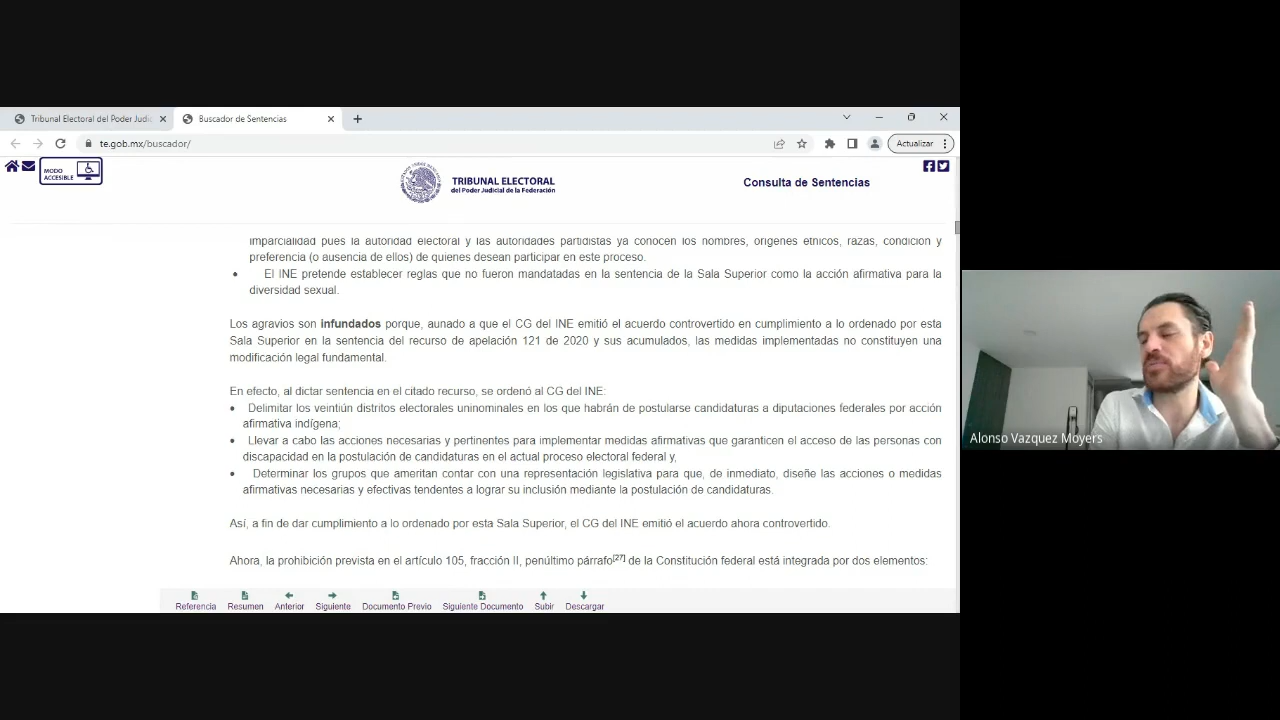 Tribunal Electoral del Poder Judic
Buscador de Sentencias
te.gob.mx/buscador/
Actualizar
MODO
ACCESIBLE
TRIBUNAL ELECTORAL
del Poder Judicial de la Federación
Consulta de Sentencias
imparcialidad pues la autoridad electoral y las autoridades partidistas ya conocen los nombres, orígenes étnicos, razas, condición y
preferencia (o ausencia de ellos) de quienes desean participar en este proceso.
• El INE pretende establecer reglas que no fueron mandatadas en la sentencia de la Sala Superior como la acción afirmativa para la
diversidad sexual.
Los agravios son infundados porque, aunado a que el CG del INE emitió el acuerdo controvertido en cumplimiento a lo ordenado por esta
Sala Superior en la sentencia del recurso de apelación 121 de 2020 y sus acumulados, las medidas implementadas no constituyen una
modificación legal fundamental.
En efecto, al dictar sentencia en el citado recurso, se ordenó al CG del INE:
• Delimitar los veintiún distritos electorales uninominales en los que habrán de postularse candidaturas a diputaciones federales por acción
afirmativa indígena;
• Llevar a cabo las acciones necesarias y pertinentes para implementar medidas afirmativas que garanticen el acceso de las personas con
discapacidad en la postulación de candidaturas en el actual proceso electoral federal y,
• Determinar los grupos que ameritan contar con una representación legislativa para que, de inmediato, diseñe las acciones o medidas
afirmativas necesarias y efectivas tendentes a lograr su inclusión mediante la postulación de candidaturas.
Así, a fin de dar cumplimiento a lo ordenado por esta Sala Superior, el CG del INE emitió el acuerdo ahora controvertido.
Ahora, la prohibición prevista en el artículo 105, fracción II, penúltimo párrafo[27] de la Constitución federal está integrada por dos elementos:
Referencia Resumen Anterior Siguiente Documento Previo Siguiente Documento Subir Descargar
Alonso Vazquez Moyers